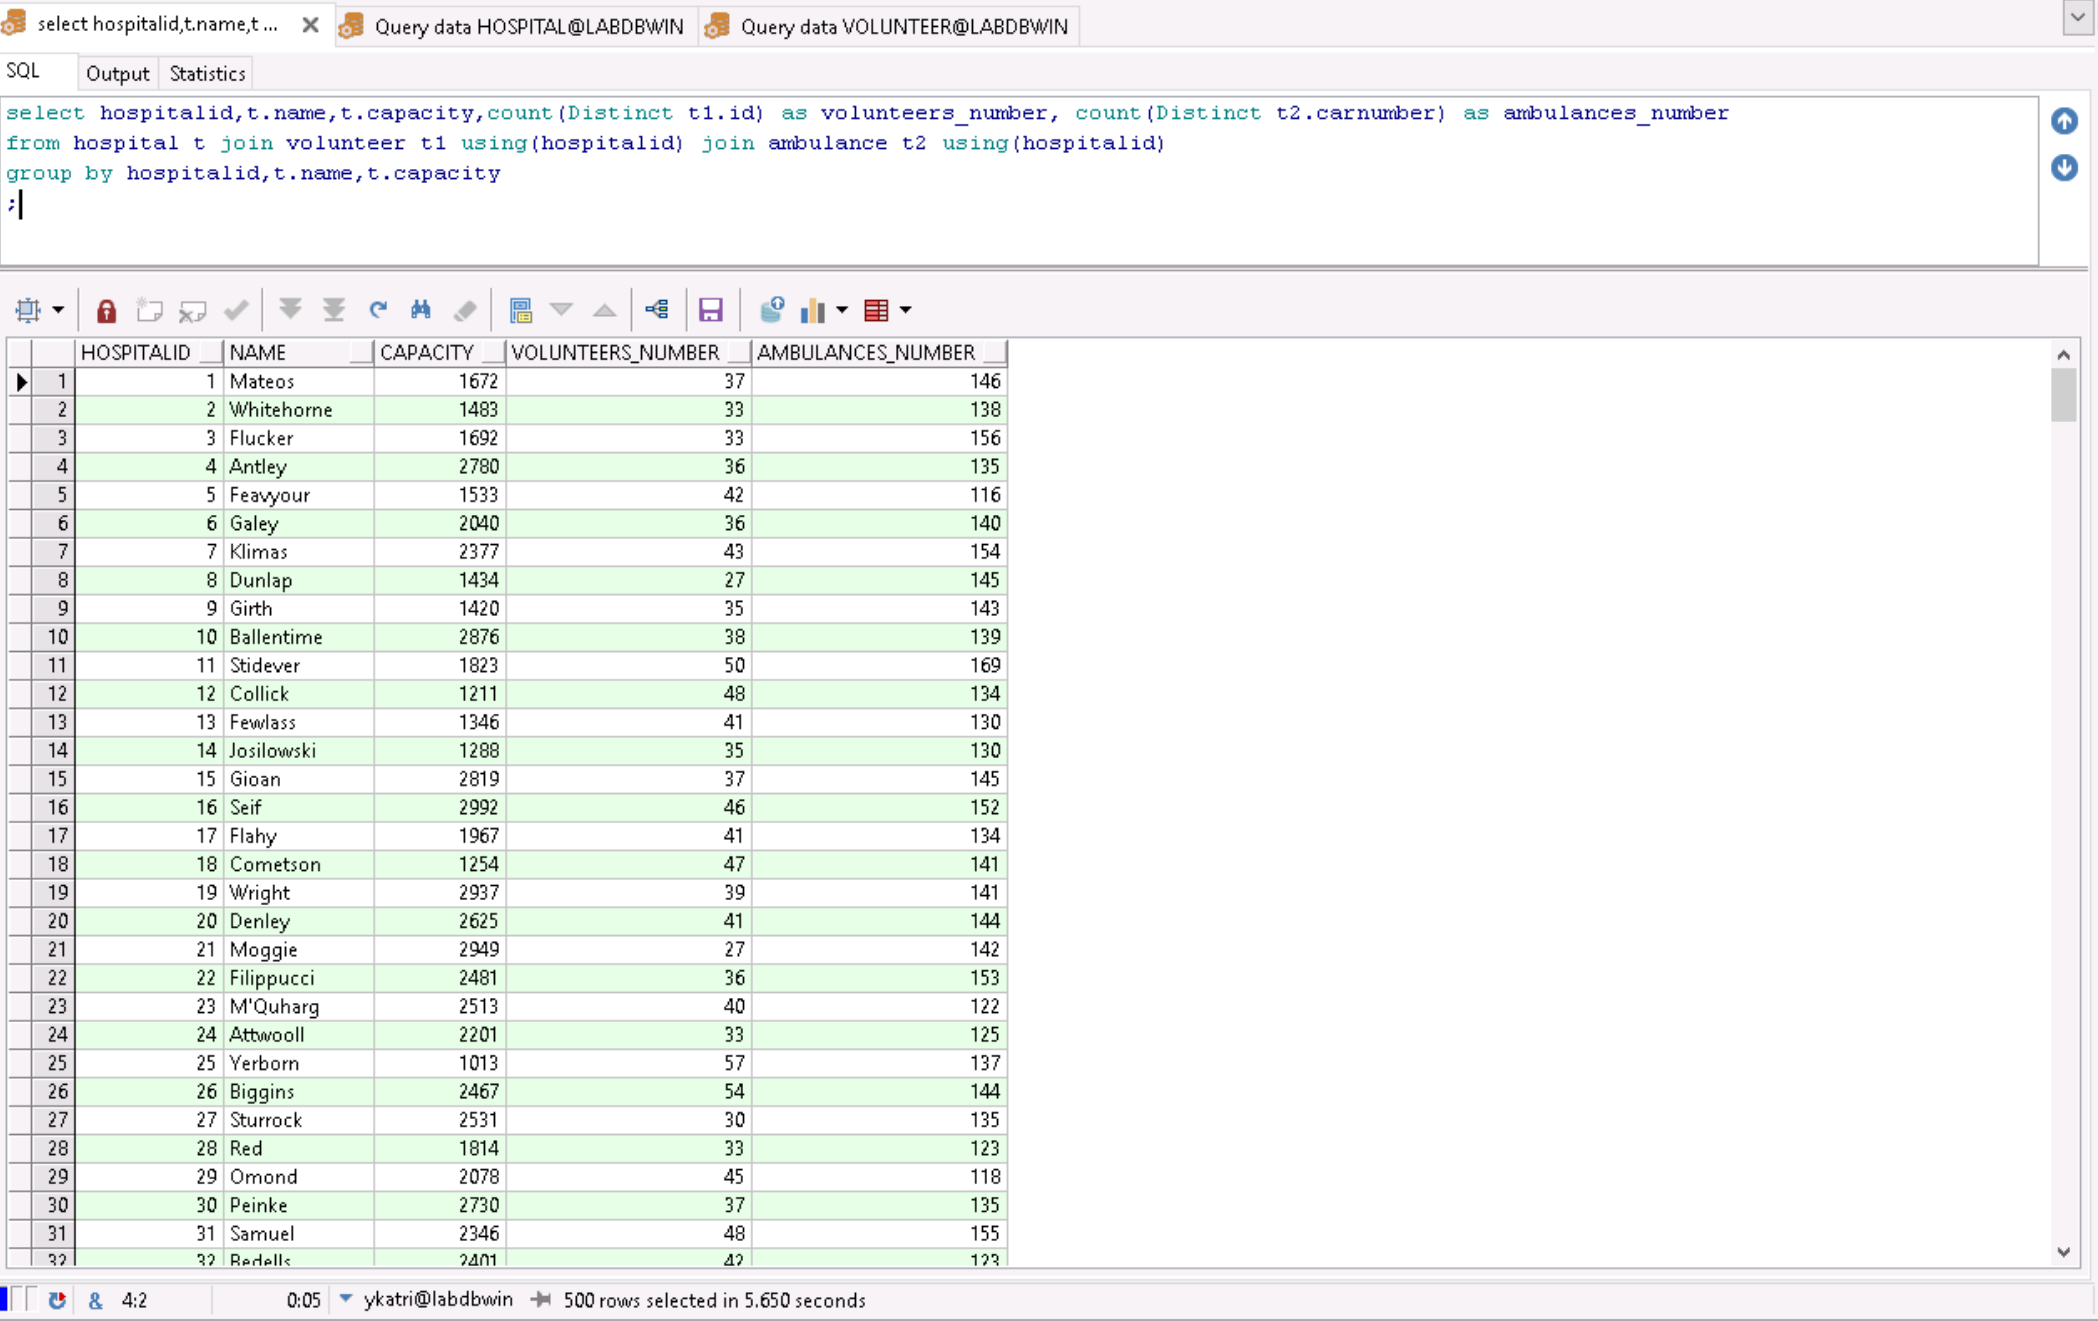 select hospitalid,t.name,t ...
Query data HOSPITAL@LABDBWIN
Query data VOLUNTEER@LABDBWIN
SQL
Output
Statistics
select hospitalid,t.name,t.capacity,count(Distinct t1.id) as volunteers_number, count(Distinct t2.carnumber) as ambulances_number
from hospital t join volunteer t1 using(hospitalid) join ambulance t2 using(hospitalid)
group by hospitalid,t.name,t.capacity
;
HOSPITALID NAME CAPACITY VOLUNTEERS_NUMBER AMBULANCES_NUMBER
1 1 Mateos 1672 37 146
2 2 Whitehorne 1483 33 138
3 3 Flucker 1692 33 156
4 4 Antley 2780 36 135
5 5 Feavyour 1533 42 116
6 6 Galey 2040 36 140
7 7 Klimas 2377 43 154
8 8 Dunlap 1434 27 145
9 9 Girth 1420 35 143
10 10 Ballentime 2876 38 139
11 11 Stidever 1823 50 169
12 12 Collick 1211 48 134
13 13 Fewlass 1346 41 130
14 14 Josilowski 1288 35 130
15 15 Gioan 2819 37 145
16 16 Seif 2992 46 152
17 17 Flahy 1967 41 134
18 18 Cometson 1254 47 141
19 19 Wright 2937 39 141
20 20 Denley 2625 41 144
21 21 Moggie 2949 27 142
22 22 Filippucci 2481 36 153
23 23 M'Quharg 2513 40 122
24 24 Attwooll 2201 33 125
25 25 Yerborn 1013 57 137
26 26 Biggins 2467 54 144
27 27 Sturrock 2531 30 135
28 28 Red 1814 33 123
29 29 Omond 2078 45 118
30 30 Peinke 2730 37 135
31 31 Samuel 2346 48 155
32 32 Bedells 2401 42 123
& 4:2 0:05 ykatri@labdbwin 500 rows selected in 5.650 seconds